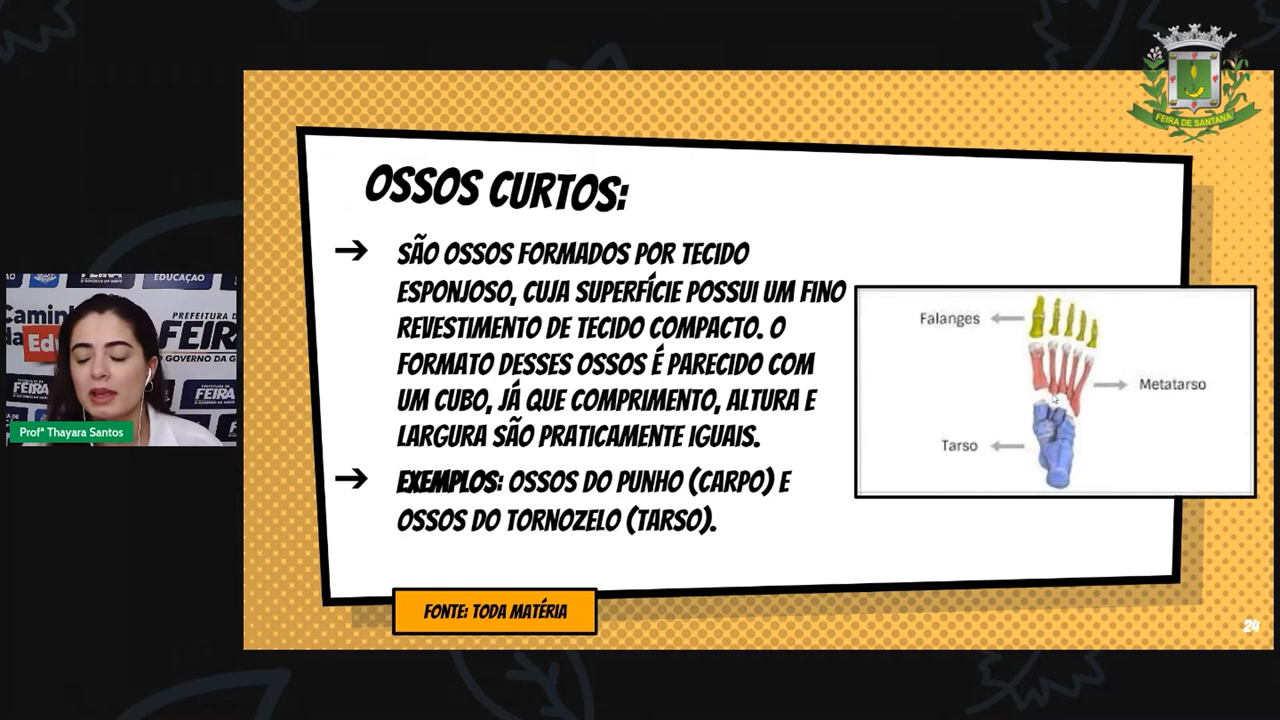 FEIRA DE SANTANA
OSSOS CURTOS:
➔ SÃO OSSOS FORMADOS POR TECIDO
ESPONJOSO, CUJA SUPERFÍCIE POSSUI UM FINO
REVESTIMENTO DE TECIDO COMPACTO. O
FORMATO DESSES OSSOS É PARECIDO COM
UM CUBO, JÁ QUE COMPRIMENTO, ALTURA E
LARGURA SÃO PRATICAMENTE IGUAIS.
➔ EXEMPLOS: OSSOS DO PUNHO (CARPO) E
OSSOS DO TORNOZELO (TARSO).
Falanges
Metatarso
Tarso
FONTE: TODA MATÉRIA
24
EDUCAÇÃO
PREFEITURA D
FEIR
GOVERNO DA G
FEIRA
Profª Thayara Santos